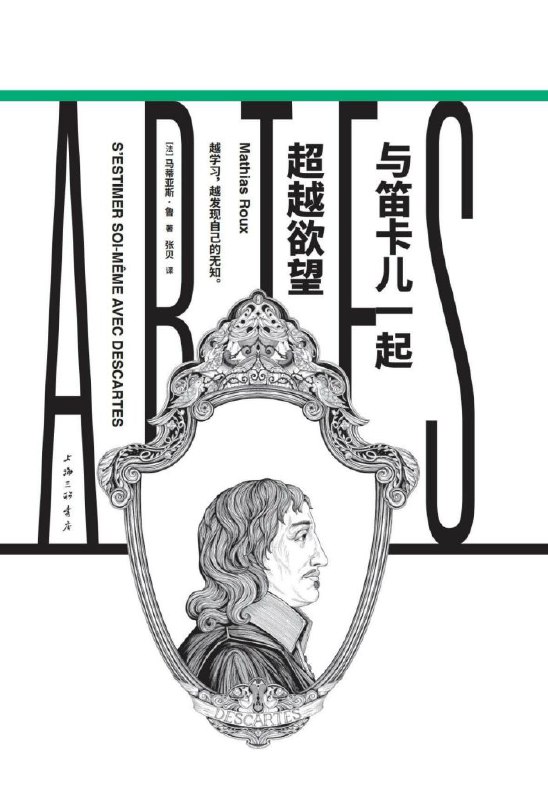 ARTES
与笛卡儿一起
超越欲望
Mathias Roux
越学习，越发现自己的无知。
［法］马蒂亚斯·鲁 著 张贝 译
S'ESTIMER SOI-MÊME AVEC DESCARTES
上海三联书店
DESCARTES